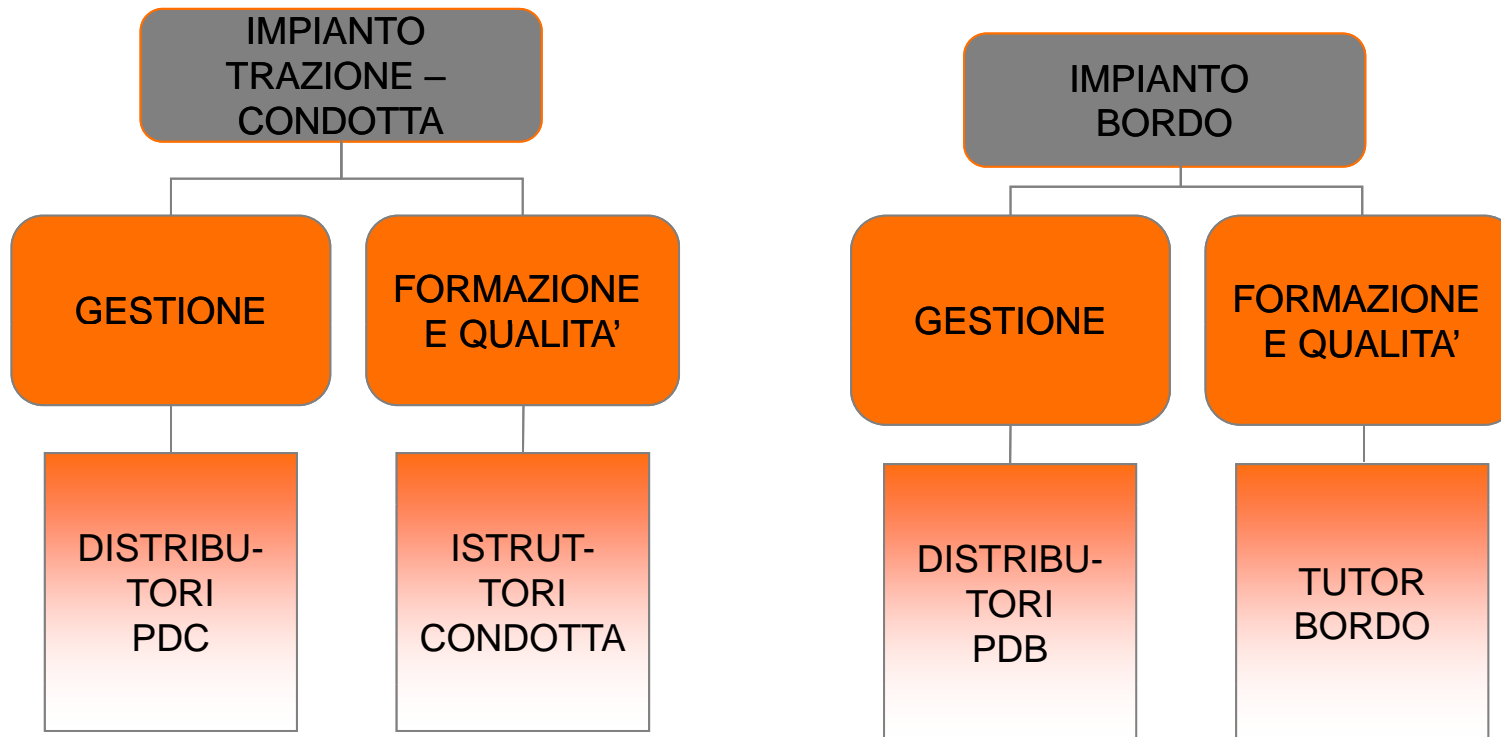 IMPIANTO
TRAZIONE –
CONDOTTA
GESTIONE
FORMAZIONE
E QUALITA’
DISTRIBU-
TORI
PDC
ISTRUT-
TORI
CONDOTTA
IMPIANTO
BORDO
GESTIONE
FORMAZIONE
E QUALITA’
DISTRIBU-
TORI
PDB
TUTOR
BORDO